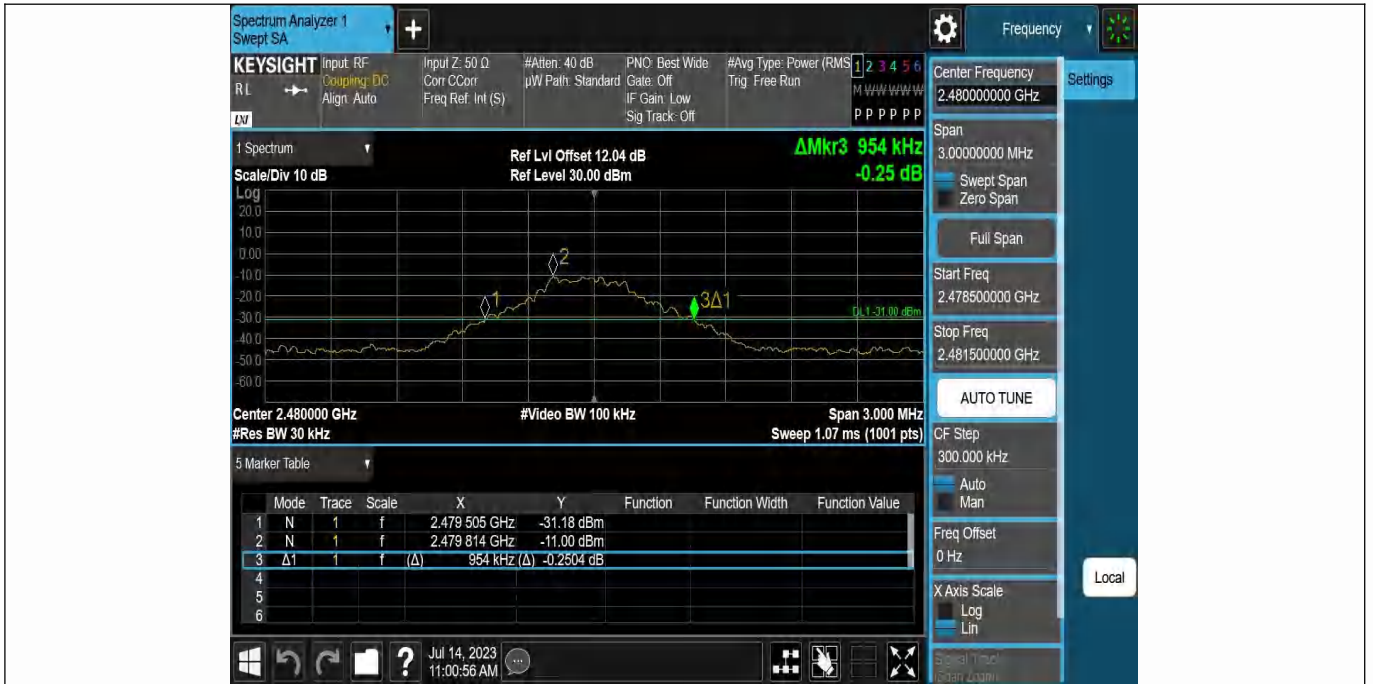 Spectrum Analyzer 1
Swept SA
+
Frequency
KEYSIGHT
Input: RF
Input Z: 50 Ω
#Atten: 40 dB
PNO: Best Wide
#Avg Type: Power (RMS
1 2 3 4 5 6
RL
Coupling: DC
Corr CCorr
µW Path: Standard
Gate: Off
Trig: Free Run
Align: Auto
Freq Ref: Int (S)
IF Gain: Low
M W W W W W
LXI
Sig Track: Off
P P P P P P
Center Frequency
2.480000000 GHz
Settings
Span
3.00000000 MHz
Swept Span
Zero Span
Full Span
Start Freq
2.478500000 GHz
Stop Freq
2.481500000 GHz
AUTO TUNE
CF Step
300.000 kHz
Auto
Man
Freq Offset
0 Hz
X Axis Scale
Log
Lin
Signal Track
(Span Zoom)
Local
1 Spectrum
Ref Lvl Offset 12.04 dB
ΔMkr3 954 kHz
Scale/Div 10 dB
Ref Level 30.00 dBm
-0.25 dB
Log
20.0
10.0
0.00
-10.0
-20.0
-30.0
-40.0
-50.0
-60.0
2
1
3Δ1
DL1 -31.00 dBm
Center 2.480000 GHz
#Video BW 100 kHz
Span 3.000 MHz
#Res BW 30 kHz
Sweep 1.07 ms (1001 pts)
5 Marker Table
Mode Trace Scale X Y Function Function Width Function Value
1 N 1 f 2.479 505 GHz -31.18 dBm
2 N 1 f 2.479 814 GHz -11.00 dBm
3 Δ1 1 f (Δ) 954 kHz (Δ) -0.2504 dB
4
5
6
?
Jul 14, 2023
11:00:56 AM